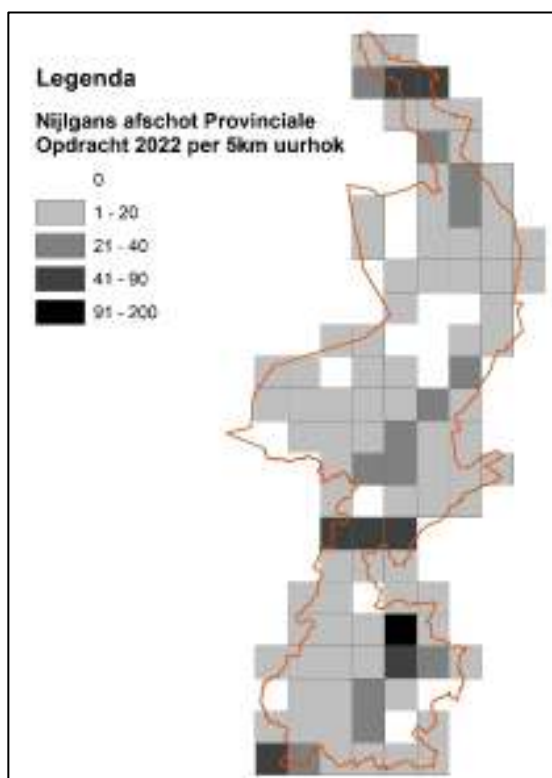 Legenda
Nijlgans afschot Provinciale
Opdracht 2022 per 5km uurhok
0
1 - 20
21 - 40
41 - 90
91 - 200